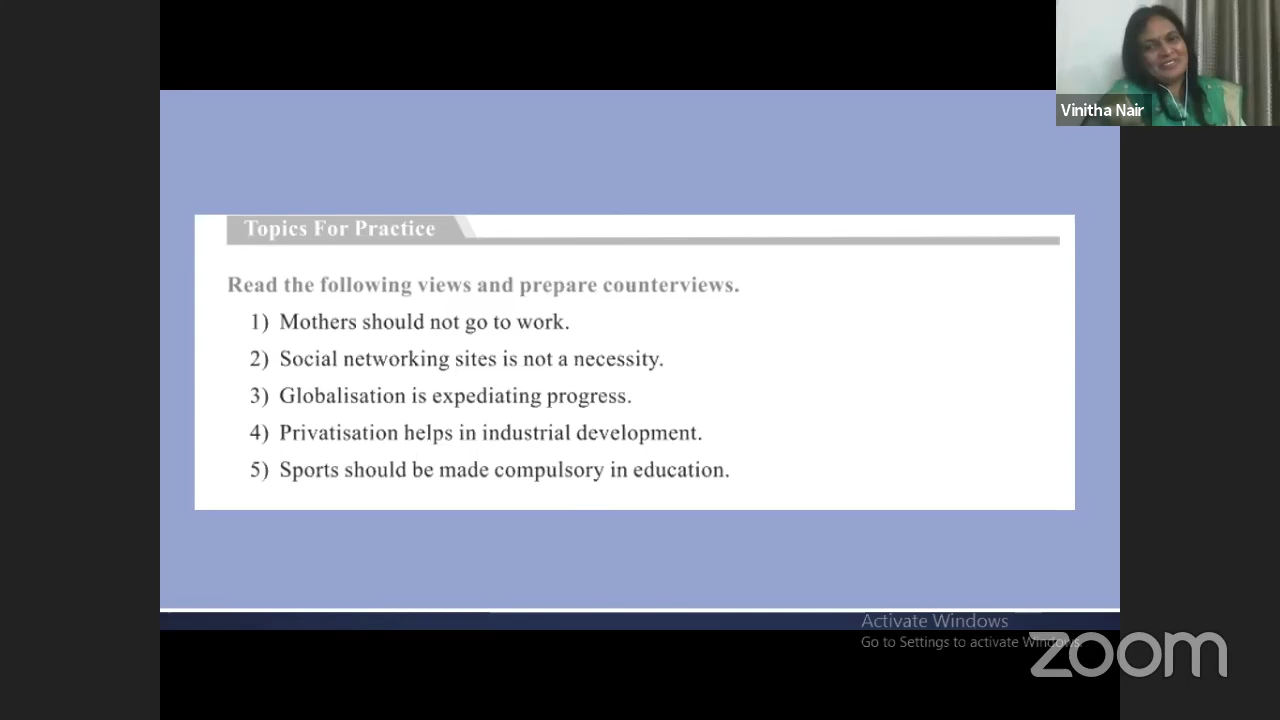 Vinitha Nair
Topics For Practice
Read the following views and prepare counterviews.
1) Mothers should not go to work.
2) Social networking sites is not a necessity.
3) Globalisation is expediating progress.
4) Privatisation helps in industrial development.
5) Sports should be made compulsory in education.
Activate Windows
Go to Settings to activate Windows.
zoom